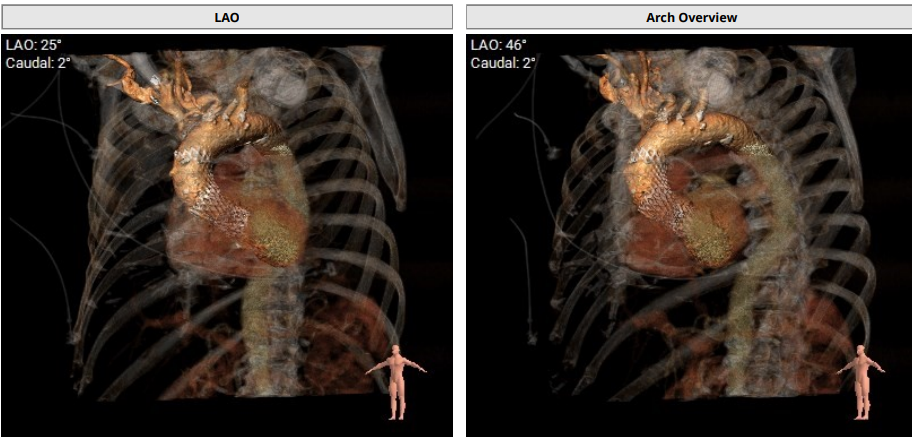 LAO
Arch Overview
LAO: 25°
Caudal: 2°
LAO: 46°
Caudal: 2°